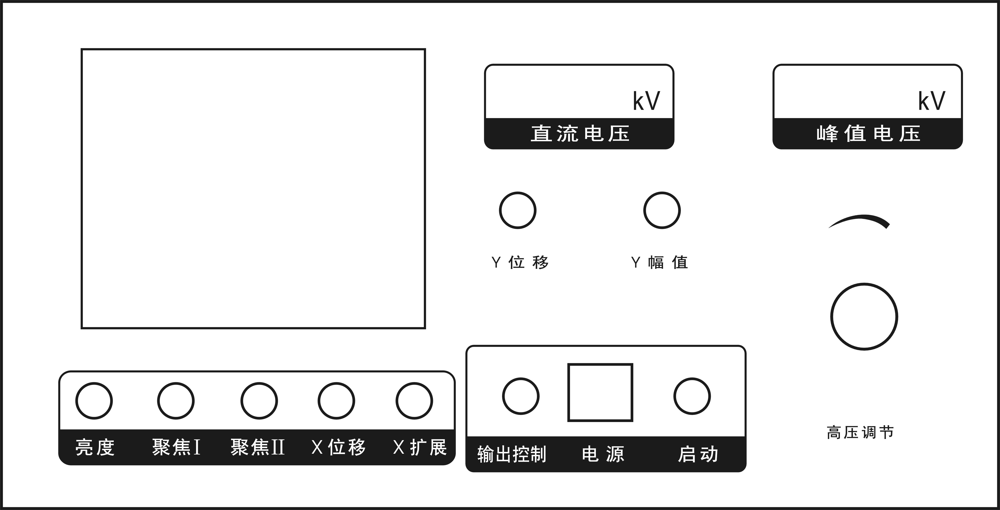 kV
直流电压
kV
峰值电压
Y 位 移
Y 幅 值
亮度
聚焦I
聚焦II
X 位移
X 扩展
输出控制
电 源
启动
高压调节